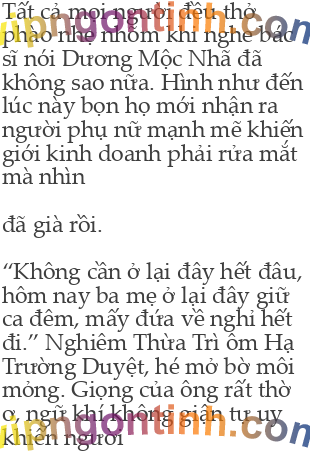 Tất cả mọi người đều thở
phào nhẹ nhõm khi nghe bác
sĩ nói Dương Mộc Nhã đã
không sao nữa. Hình như đến
lúc này bọn họ mới nhận ra
người phụ nữ mạnh mẽ khiến
giới kinh doanh phải rửa mắt
mà nhìn
đã già rồi.
“Không cần ở lại đây hết đâu,
hôm nay ba mẹ ở lại đây giữ
ca đêm, mấy đứa về nghỉ hết
đi.” Nghiêm Thừa Trì ôm Hạ
Trường Duyệt, hé mở bờ môi
mỏng. Giọng của ông rất thờ
ơ, ngữ khí không giận tự uy
khiến người
vipngontinh.com
vipngontinh.com